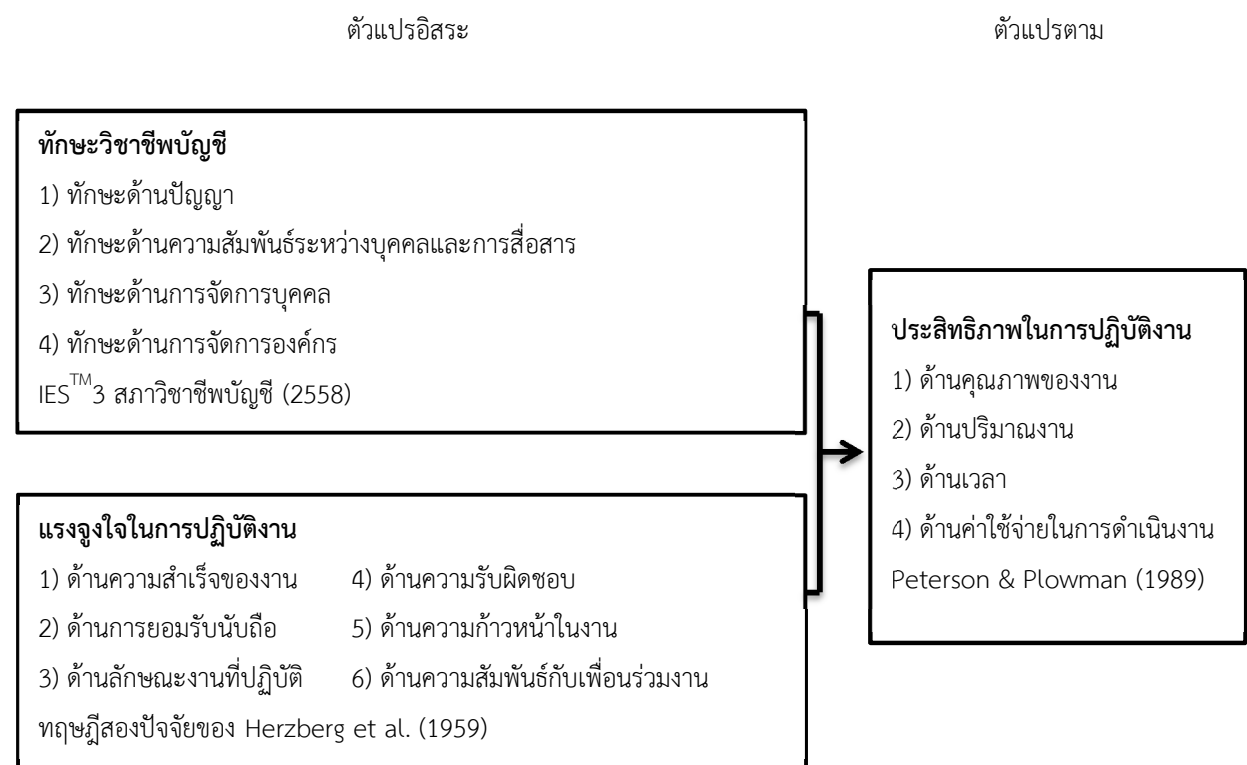 ตัวแปรอิสระ ตัวแปรตาม
ทักษะวิชาชีพบัญชี
1) ทักษะด้านปัญญา
2) ทักษะด้านความสัมพันธ์ระหว่างบุคคลและการสื่อสาร
3) ทักษะด้านการจัดการบุคคล
4) ทักษะด้านการจัดการองค์กร
IES™3 สภาวิชาชีพบัญชี (2558)
แรงจูงใจในการปฏิบัติงาน
1) ด้านความสำเร็จของงาน 4) ด้านความรับผิดชอบ
2) ด้านการยอมรับนับถือ 5) ด้านความก้าวหน้าในงาน
3) ด้านลักษณะงานที่ปฏิบัติ 6) ด้านความสัมพันธ์กับเพื่อนร่วมงาน
ทฤษฎีสองปัจจัยของ Herzberg et al. (1959)
ประสิทธิภาพในการปฏิบัติงาน
1) ด้านคุณภาพของงาน
2) ด้านปริมาณงาน
3) ด้านเวลา
4) ด้านค่าใช้จ่ายในการดำเนินงาน
Peterson & Plowman (1989)